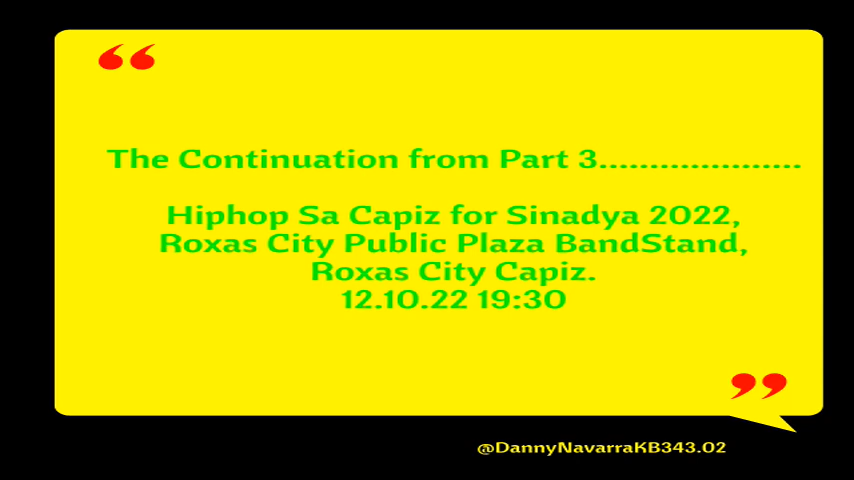 The Continuation from Part 3....................
Hiphop Sa Capiz for Sinadya 2022,
Roxas City Public Plaza BandStand,
Roxas City Capiz.
12.10.22 19:30
@DannyNavarraKB343.02